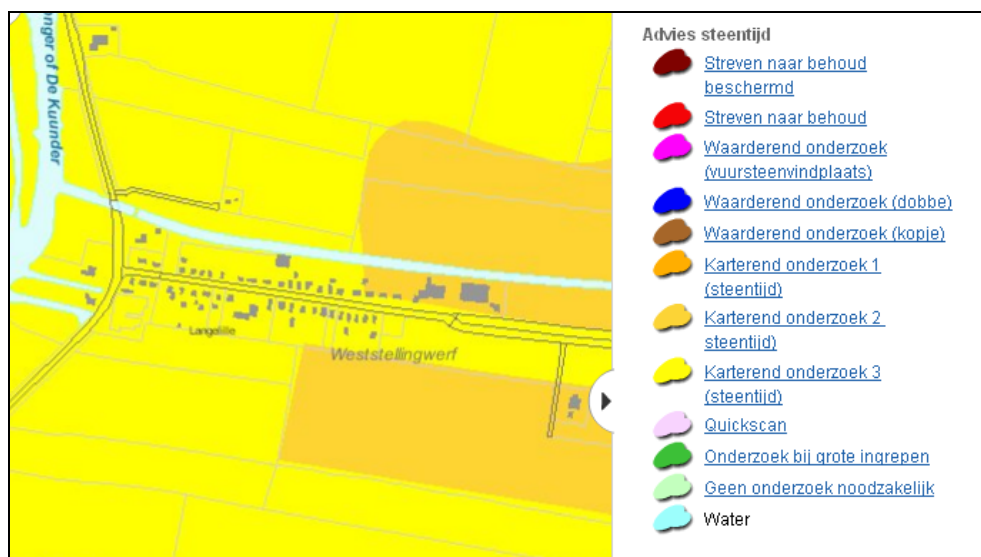 onger of De Kuunder
Langelille
Weststellingwerf
Advies steentijd
Streven naar behoud
beschermd
Streven naar behoud
Waarderend onderzoek
(vuursteenvindplaats)
Waarderend onderzoek (dobbe)
Waarderend onderzoek (kopje)
Karterend onderzoek 1
(steentijd)
Karterend onderzoek 2
steentijd)
Karterend onderzoek 3
(steentijd)
Quickscan
Onderzoek bij grote ingrepen
Geen onderzoek noodzakelijk
Water